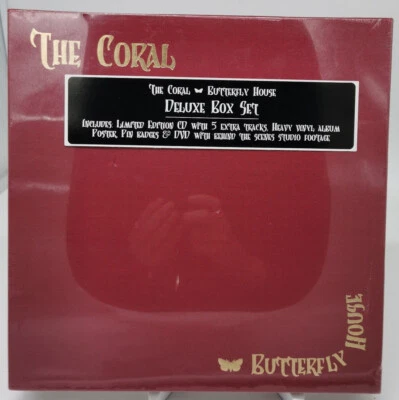 The Coral
The Coral Butterfly House
Deluxe Box Set
Includes: Limited Edition CD with 5 extra tracks, Heavy vinyl album
Poster, Pin badges & DVD with behind the scenes studio footage
Butterfly House